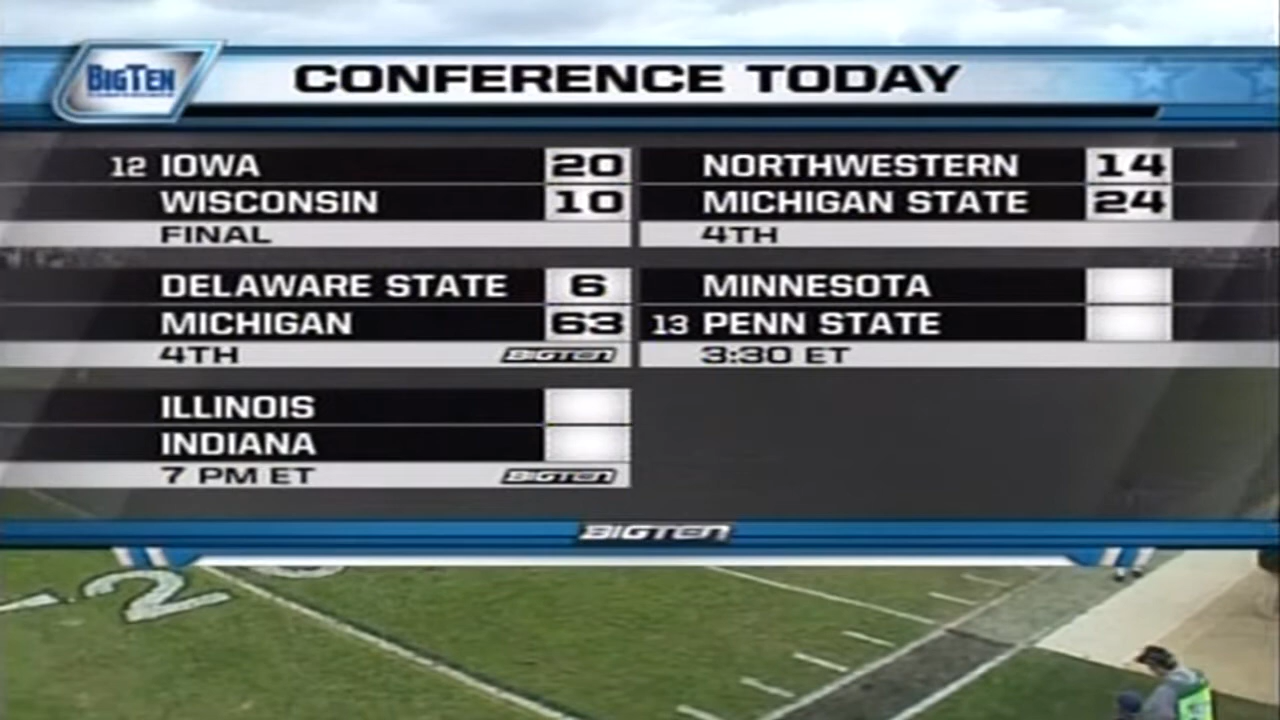 BIGTEN
CONFERENCE TODAY
12 IOWA 20
WISCONSIN 10
FINAL
NORTHWESTERN 14
MICHIGAN STATE 24
4TH
DELAWARE STATE 6
MICHIGAN 63
4TH BIGTEN
MINNESOTA
13 PENN STATE
3:30 ET
ILLINOIS
INDIANA
7 PM ET BIGTEN
BIGTEN
2